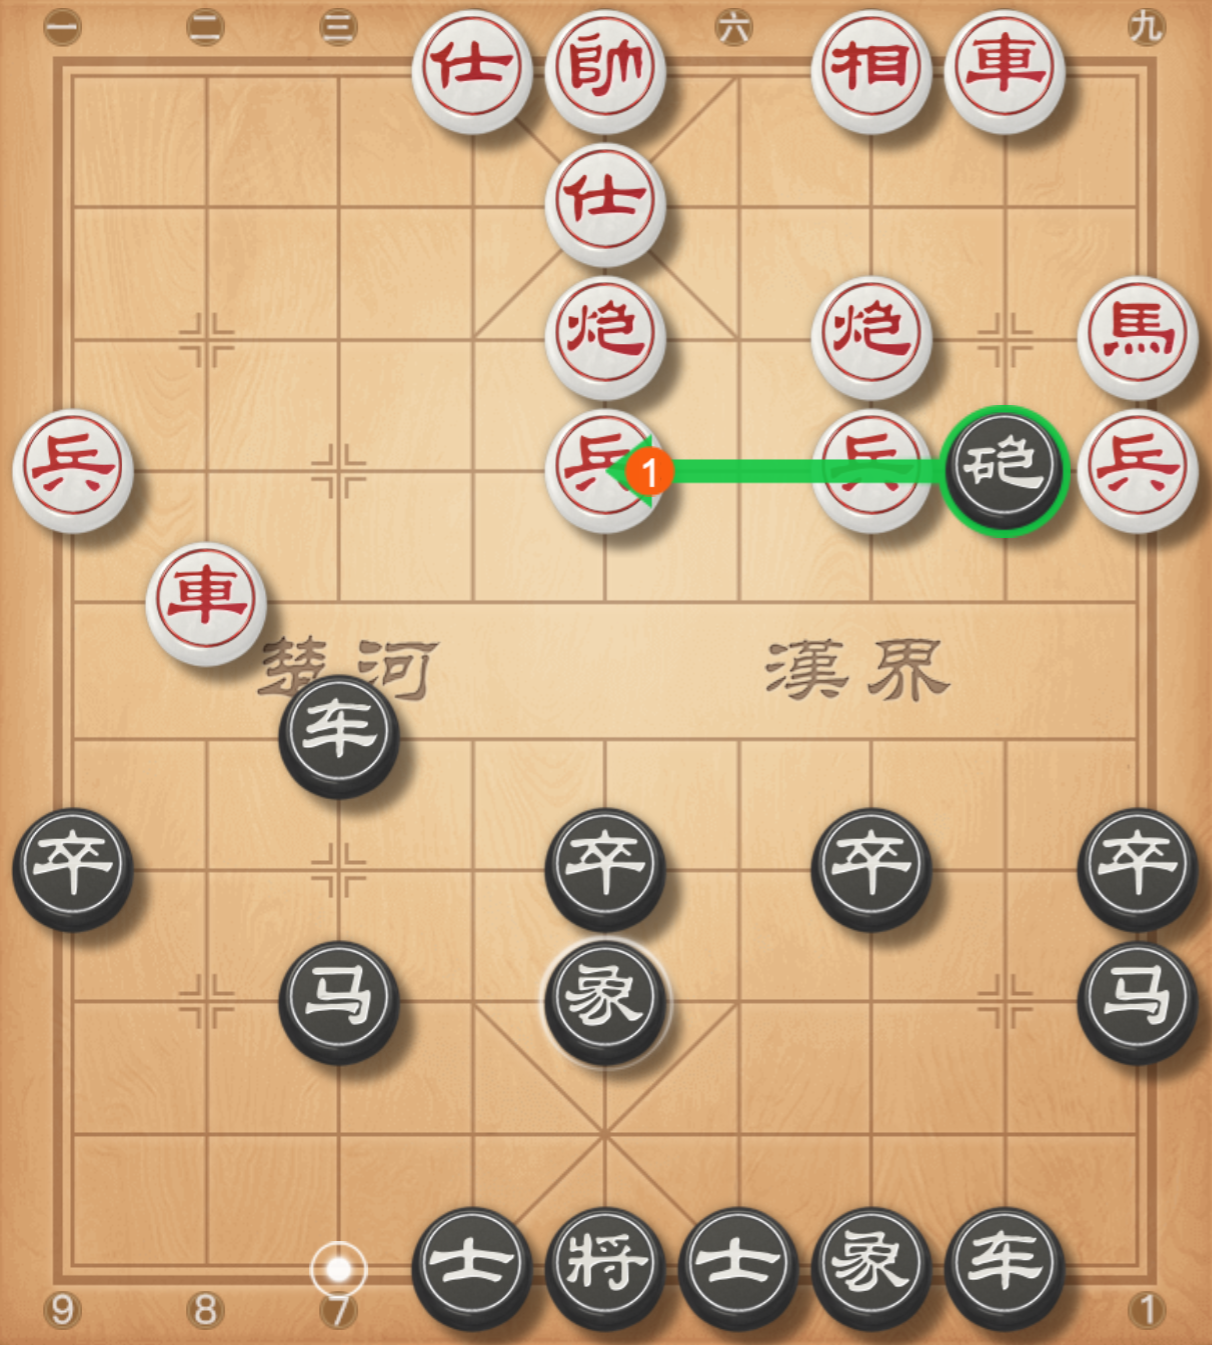 一 二 三 六 九
仕 帥 相 車
仕
炮 炮 馬
兵 兵 1 兵 砲 兵
車
楚河 漢界
车
卒 卒 卒 卒
马 象 马
士 将 士 象 车
9 8 7 1